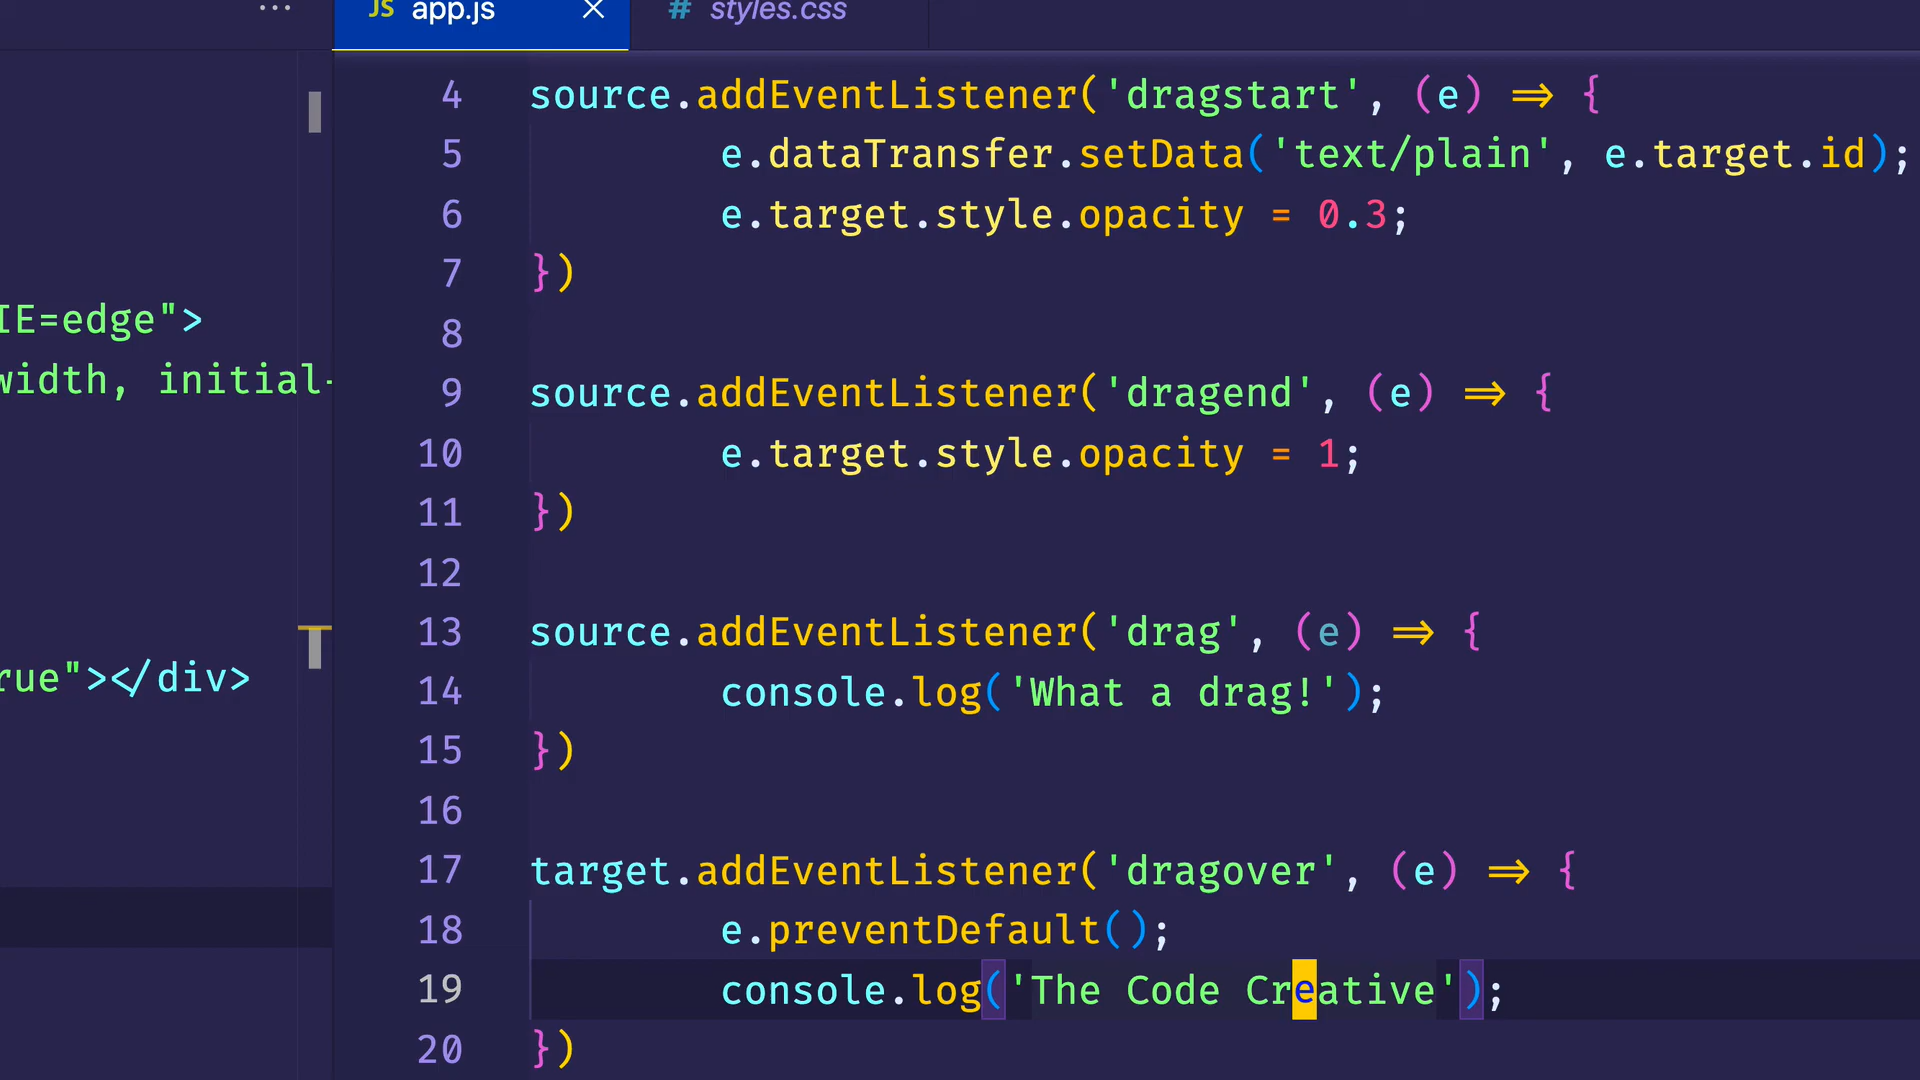 ... JS app.js × # styles.css
4 source.addEventListener('dragstart', (e) => {
5 e.dataTransfer.setData('text/plain', e.target.id);
6 e.target.style.opacity = 0.3;
7 })
IE=edge">
8
width, initial-
9 source.addEventListener('dragend', (e) => {
10 e.target.style.opacity = 1;
11 })
12
13 source.addEventListener('drag', (e) => {
rue"></div>
14 console.log('What a drag!');
15 })
16
17 target.addEventListener('dragover', (e) => {
18 e.preventDefault();
19 console.log('The Code Creative');
20 })